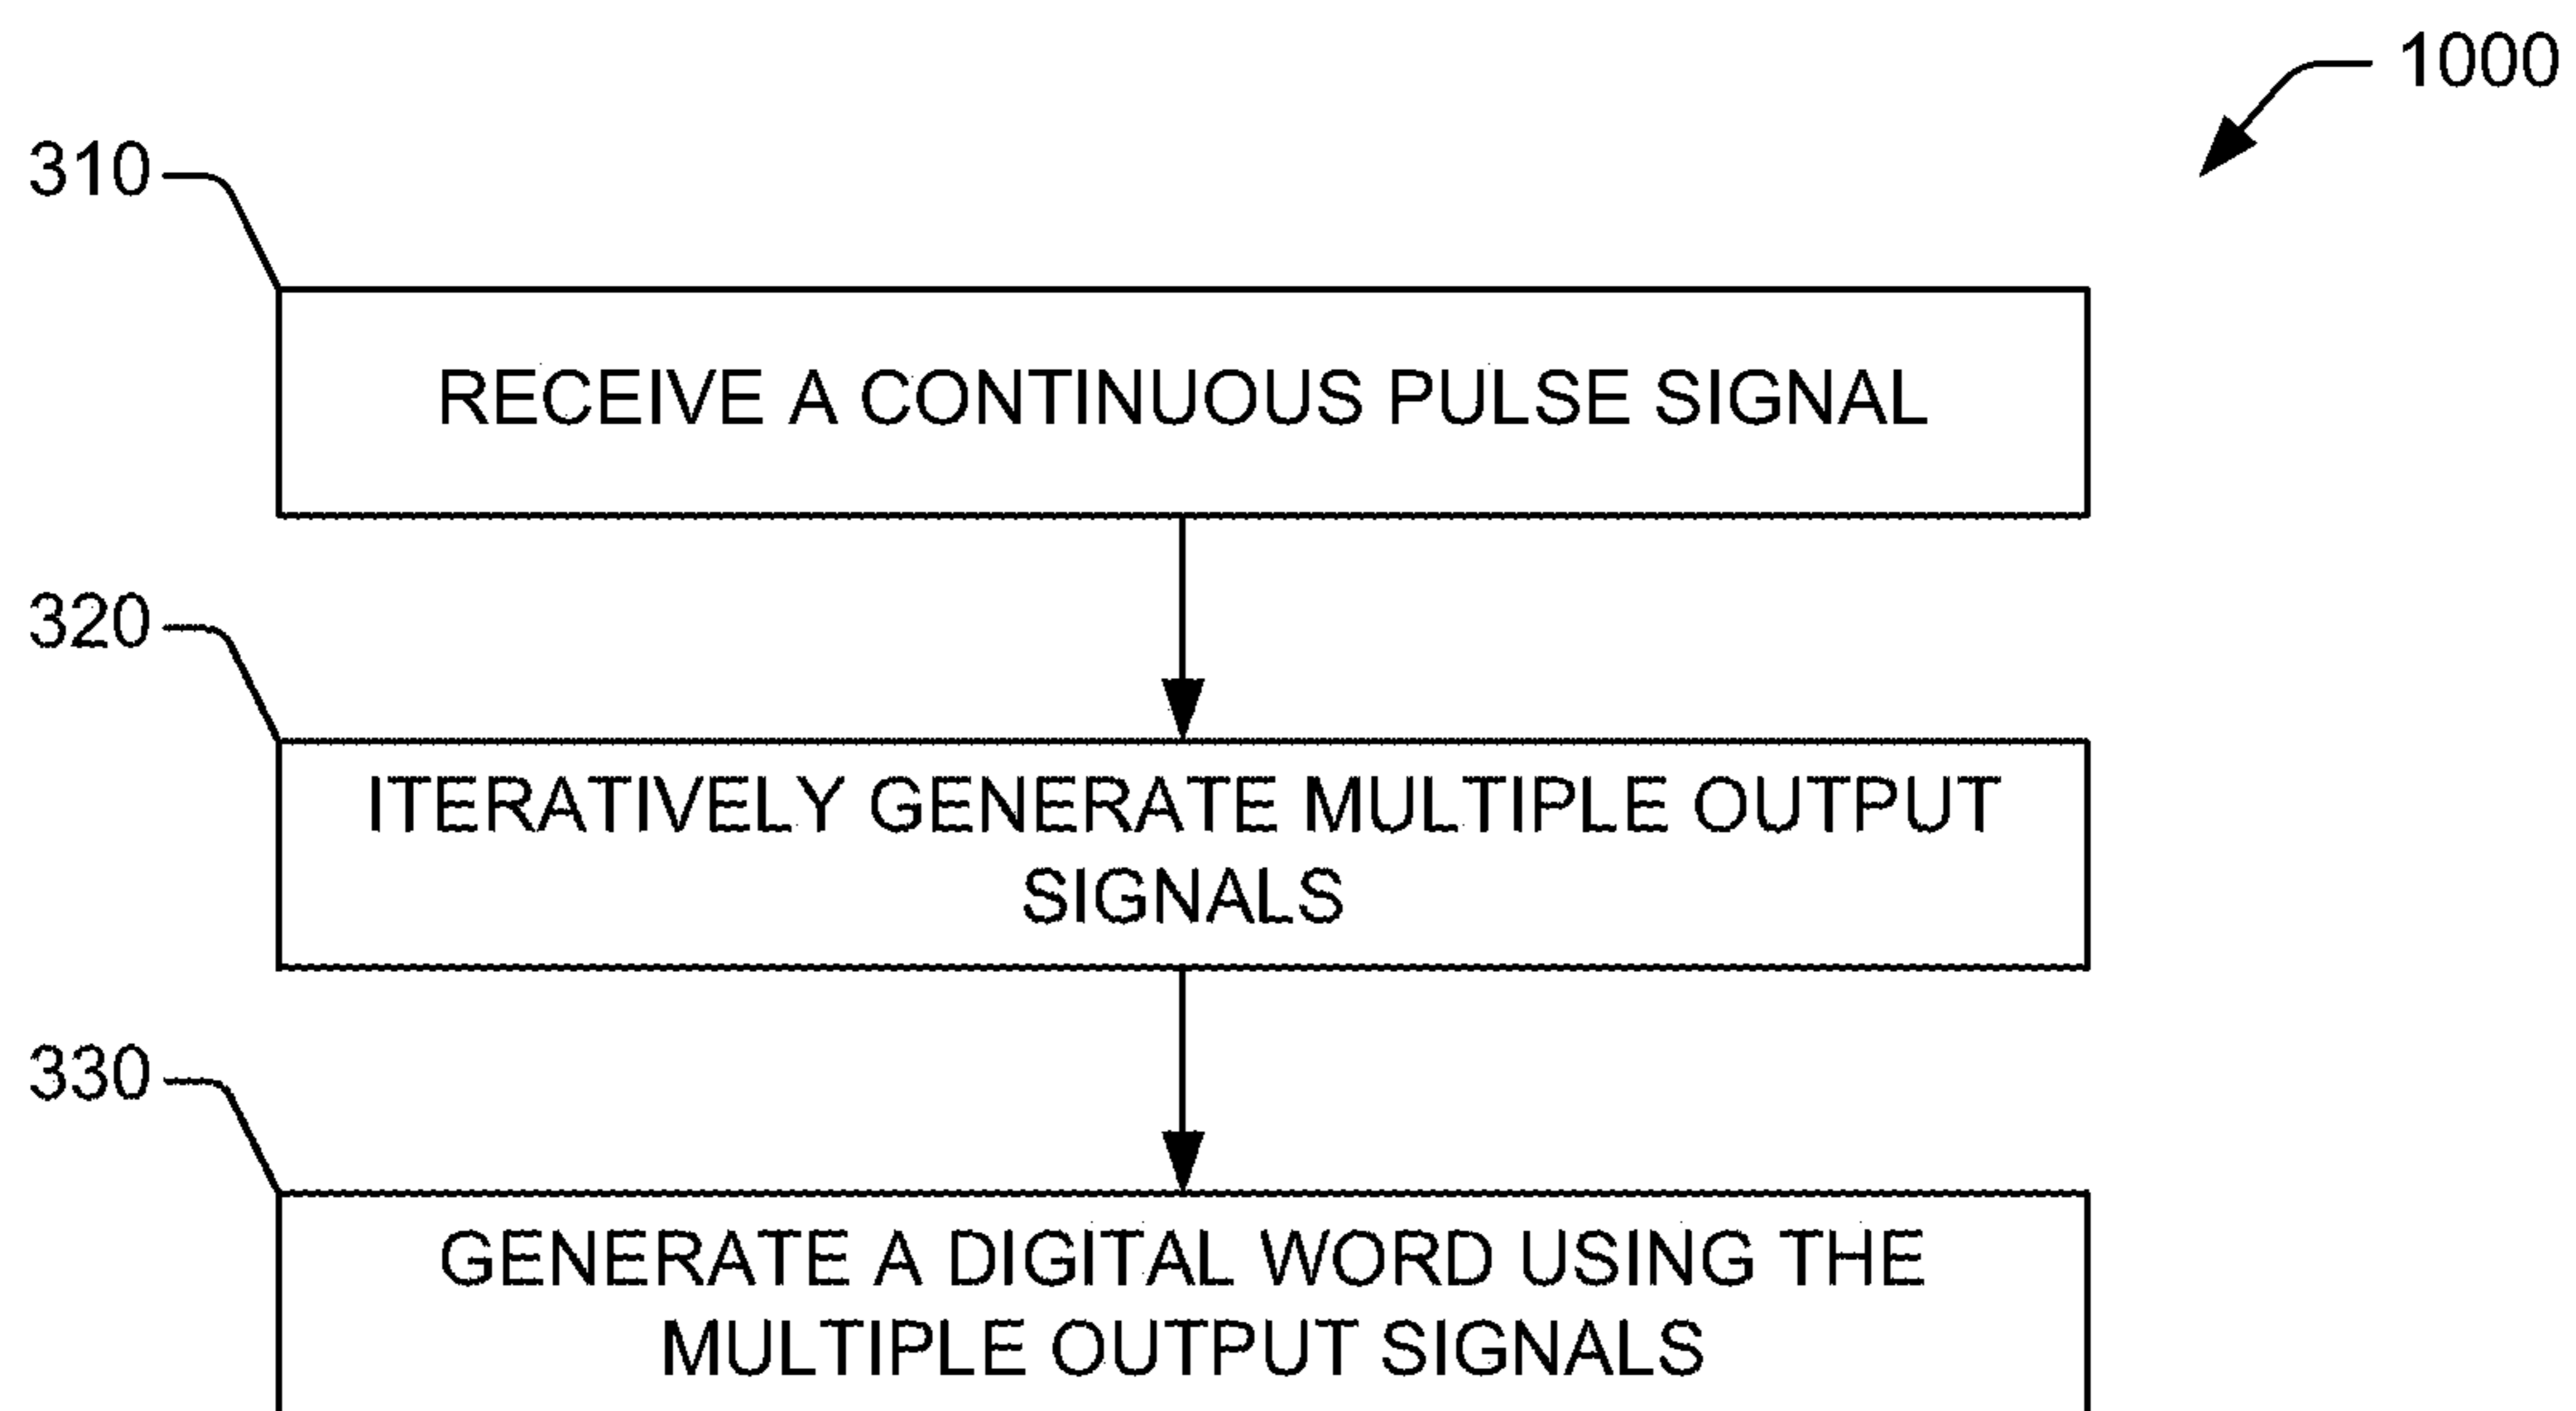 1000
310
RECEIVE A CONTINUOUS PULSE SIGNAL
320
ITERATIVELY GENERATE MULTIPLE OUTPUT
SIGNALS
330
GENERATE A DIGITAL WORD USING THE
MULTIPLE OUTPUT SIGNALS